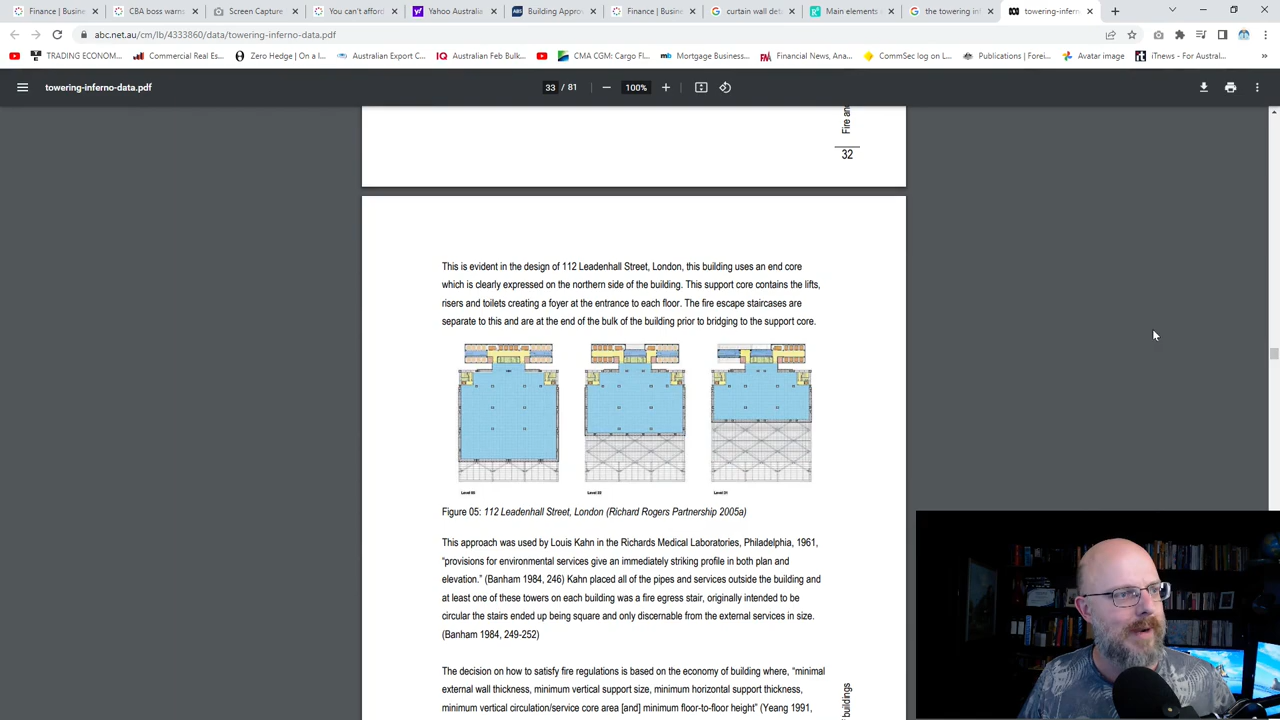 Finance | Busines
CBA boss warns
Screen Capture
You can't afford
Yahoo Australia
Building Approv
Finance | Busines
curtain wall deta
Main elements o
the towering infe
towering-inferno
abc.net.au/cm/lb/4333860/data/towering-inferno-data.pdf
TRADING ECONOM...
Commercial Real Es...
Zero Hedge | On a l...
Australian Export C...
Australian Feb Bulk...
CMA CGM: Cargo Fl...
Mortgage Business...
Financial News, Ana...
CommSec log on L...
Publications | Forei...
Avatar image
iTnews - For Austral...
towering-inferno-data.pdf
33 / 81
100%
Fire an
32
This is evident in the design of 112 Leadenhall Street, London, this building uses an end core
which is clearly expressed on the northern side of the building. This support core contains the lifts,
risers and toilets creating a foyer at the entrance to each floor. The fire escape staircases are
separate to this and are at the end of the bulk of the building prior to bridging to the support core.
Figure 05: 112 Leadenhall Street, London (Richard Rogers Partnership 2005a)
This approach was used by Louis Kahn in the Richards Medical Laboratories, Philadelphia, 1961,
“provisions for environmental services give an immediately striking profile in both plan and
elevation.” (Banham 1984, 246) Kahn placed all of the pipes and services outside the building and
at least one of these towers on each building was a fire egress stair, originally intended to be
circular the stairs ended up being square and only discernable from the external services in size.
(Banham 1984, 249-252)
The decision on how to satisfy fire regulations is based on the economy of building where, “minimal
external wall thickness, minimum vertical support size, minimum horizontal support thickness,
minimum vertical circulation/service core area [and] minimum floor-to-floor height” (Yeang 1991,
buildings